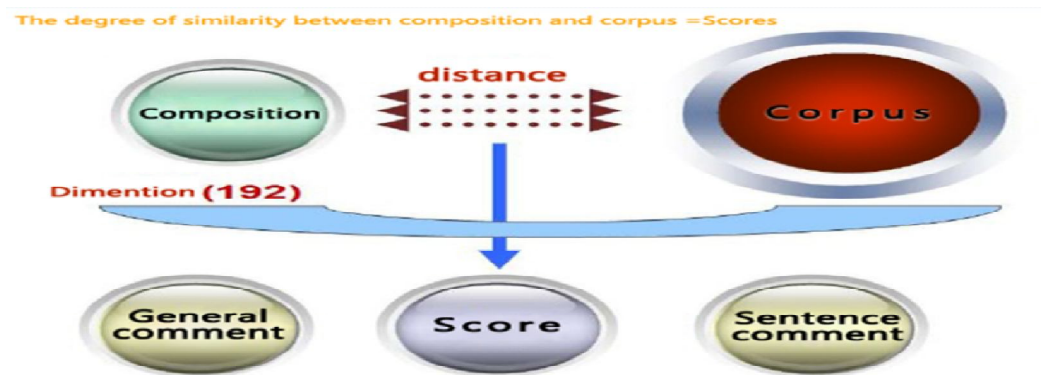 The degree of similarity between composition and corpus =Scores
distance
Composition
Corpus
Dimention (192)
General
comment
Score
Sentence
comment